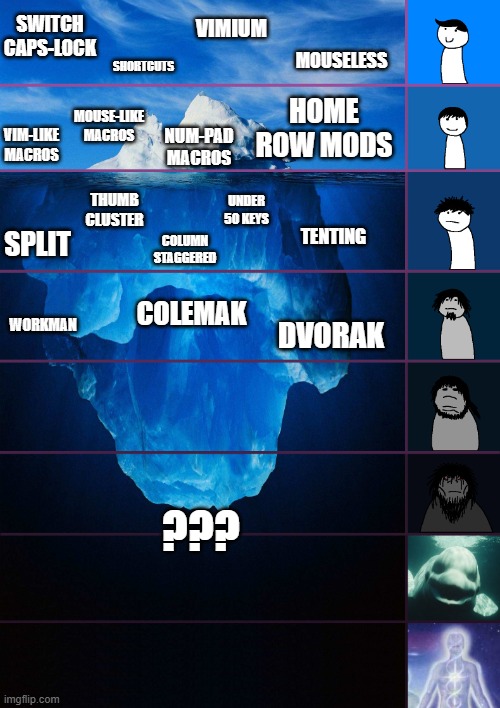 SWITCH
CAPS-LOCK
VIMIUM
SHORTCUTS
MOUSELESS
VIM-LIKE
MACROS
MOUSE-LIKE
MACROS
NUM-PAD
MACROS
HOME
ROW MODS
SPLIT
THUMB
CLUSTER
COLUMN
STAGGERED
UNDER
50 KEYS
TENTING
WORKMAN
COLEMAK
DVORAK
???
imgflip.com